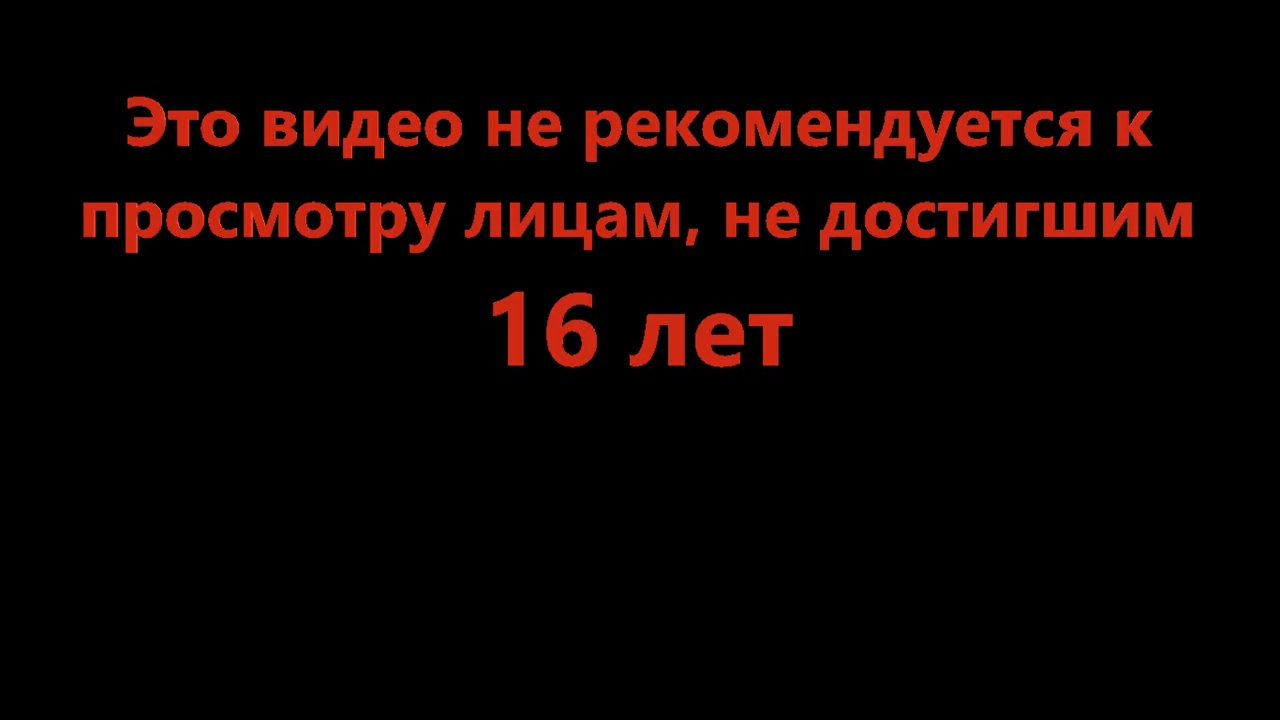 Это видео не рекомендуется к
просмотру лицам, не достигшим
16 лет